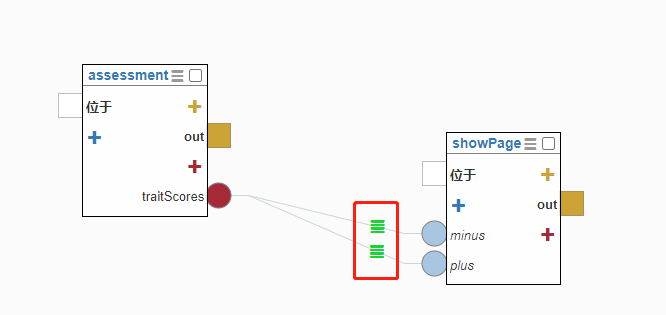 assessment
位于
out
traitScores
showPage
位于
out
minus
plus